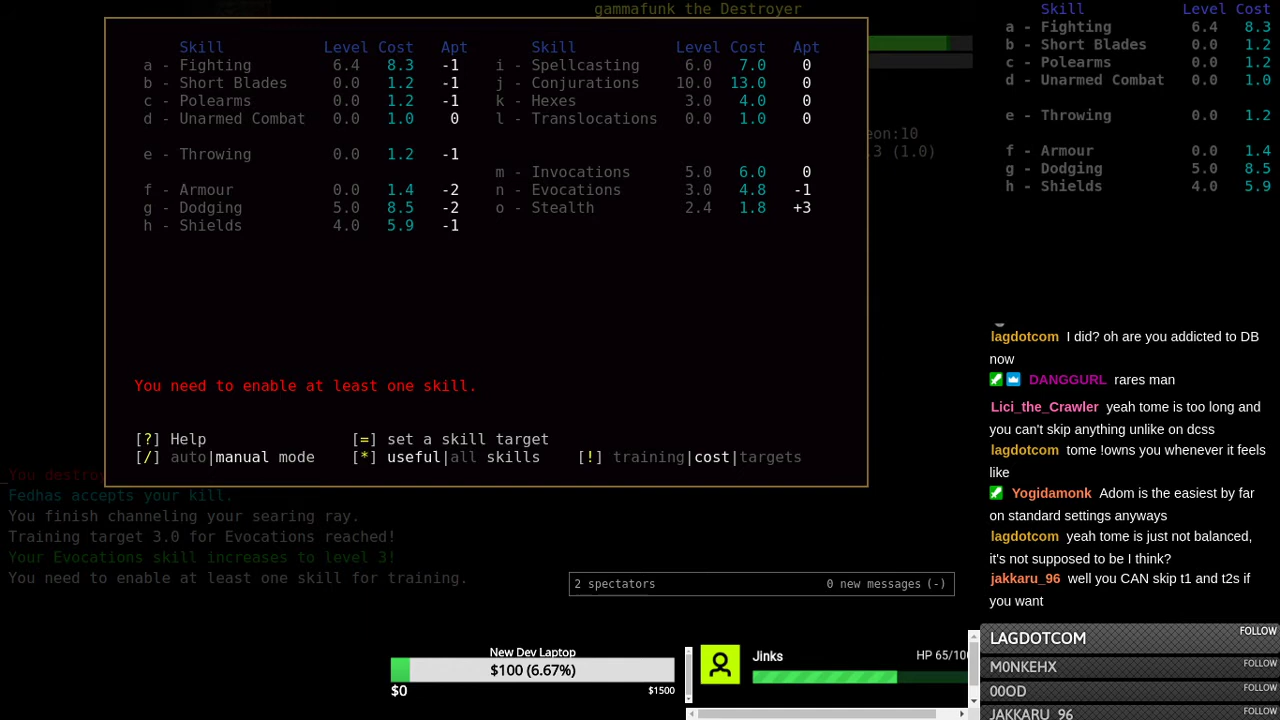 gammafunk the Destroyer
Skill Level Cost Apt Skill Level Cost Apt
a - Fighting 6.4 8.3 -1 i - Spellcasting 6.0 7.0 0
b - Short Blades 0.0 1.2 -1 j - Conjurations 10.0 13.0 0
c - Polearms 0.0 1.2 -1 k - Hexes 3.0 4.0 0
d - Unarmed Combat 0.0 1.0 0 l - Translocations 0.0 1.0 0
e - Throwing 0.0 1.2 -1
m - Invocations 5.0 6.0 0
f - Armour 0.0 1.4 -2 n - Evocations 3.0 4.8 -1
g - Dodging 5.0 8.5 -2 o - Stealth 2.4 1.8 +3
h - Shields 4.0 5.9 -1
You need to enable at least one skill.
[?] Help [=] set a skill target
[/] auto|manual mode [*] useful|all skills [!] training|cost|targets
eon:10
.3 (1.0)
_You destroy
Fedhas accepts your kill.
You finish channeling your searing ray.
Training target 3.0 for Evocations reached!
Your Evocations skill increases to level 3!
You need to enable at least one skill for training.
2 spectators 0 new messages (-)
New Dev Laptop
$100 (6.67%)
$0 $1500
Jinks HP 65/100
Skill Level Cost
a - Fighting 6.4 8.3
b - Short Blades 0.0 1.2
c - Polearms 0.0 1.2
d - Unarmed Combat 0.0 1.0
e - Throwing 0.0 1.2
f - Armour 0.0 1.4
g - Dodging 5.0 8.5
h - Shields 4.0 5.9
lagdotcom I did? oh are you addicted to DB
now
DANGGURL rares man
Lici_the_Crawler yeah tome is too long and
you can't skip anything unlike on dcss
lagdotcom tome !owns you whenever it feels
like
Yogidamonk Adom is the easiest by far
on standard settings anyways
lagdotcom yeah tome is just not balanced,
it's not supposed to be I think?
jakkaru_96 well you CAN skip t1 and t2s if
you want
LAGDOTCOM FOLLOW
M0NKEHX FOLLOW
00OD FOLLOW
JAKKARU_96 FOLLOW